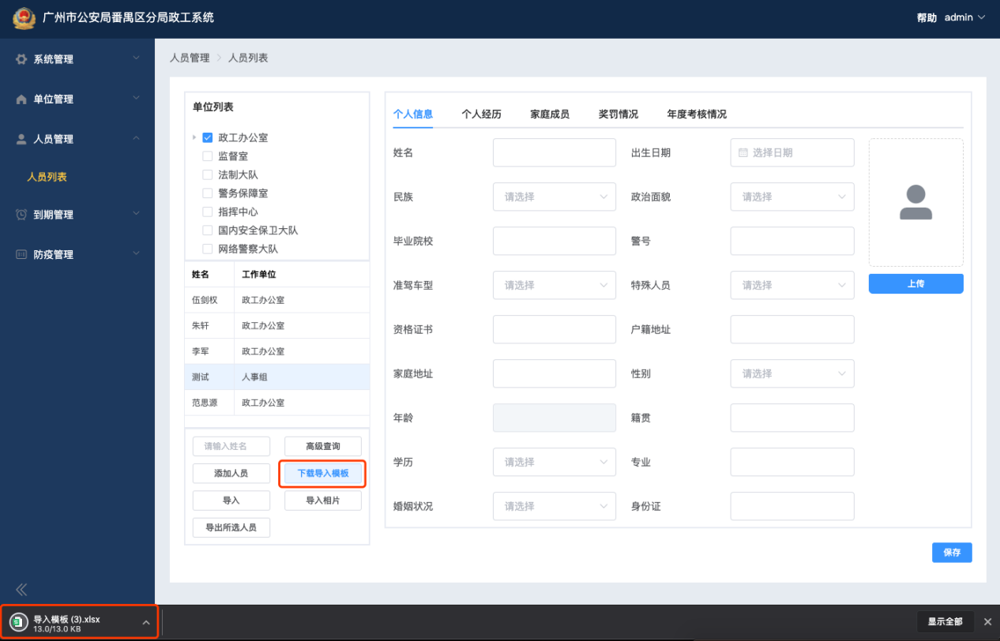 广州市公安局番禺区分局政工系统
帮助 admin
系统管理
单位管理
人员管理
人员列表
到期管理
防疫管理
人员管理 人员列表
单位列表
政工办公室
监督室
法制大队
警务保障室
指挥中心
国内安全保卫大队
网络警察大队
姓名 工作单位
伍剑权 政工办公室
朱轩 政工办公室
李军 政工办公室
测试 人事组
范思源 政工办公室
请输入姓名 高级查询
添加人员 下载导入模板
导入 导入相片
导出所选人员
个人信息 个人经历 家庭成员 奖罚情况 年度考核情况
姓名 出生日期 选择日期
民族 请选择 政治面貌 请选择
毕业院校 警号
准驾车型 请选择 特殊人员 请选择
上传
资格证书 户籍地址
家庭地址 性别 请选择
年龄 籍贯
学历 请选择 专业
婚姻状况 请选择 身份证
保存
导入模板 (3).xlsx
13.0/13.0 KB
显示全部